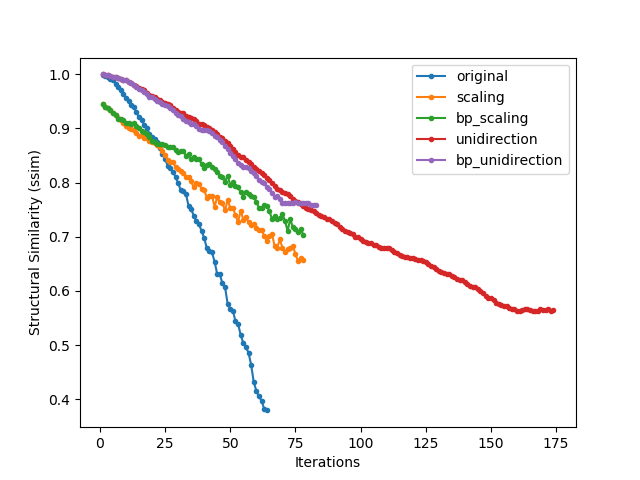 original
scaling
bp_scaling
unidirection
bp_unidirection
1.0
0.9
0.8
0.7
0.6
0.5
0.4
Structural Similarity (ssim)
0 25 50 75 100 125 150 175
Iterations